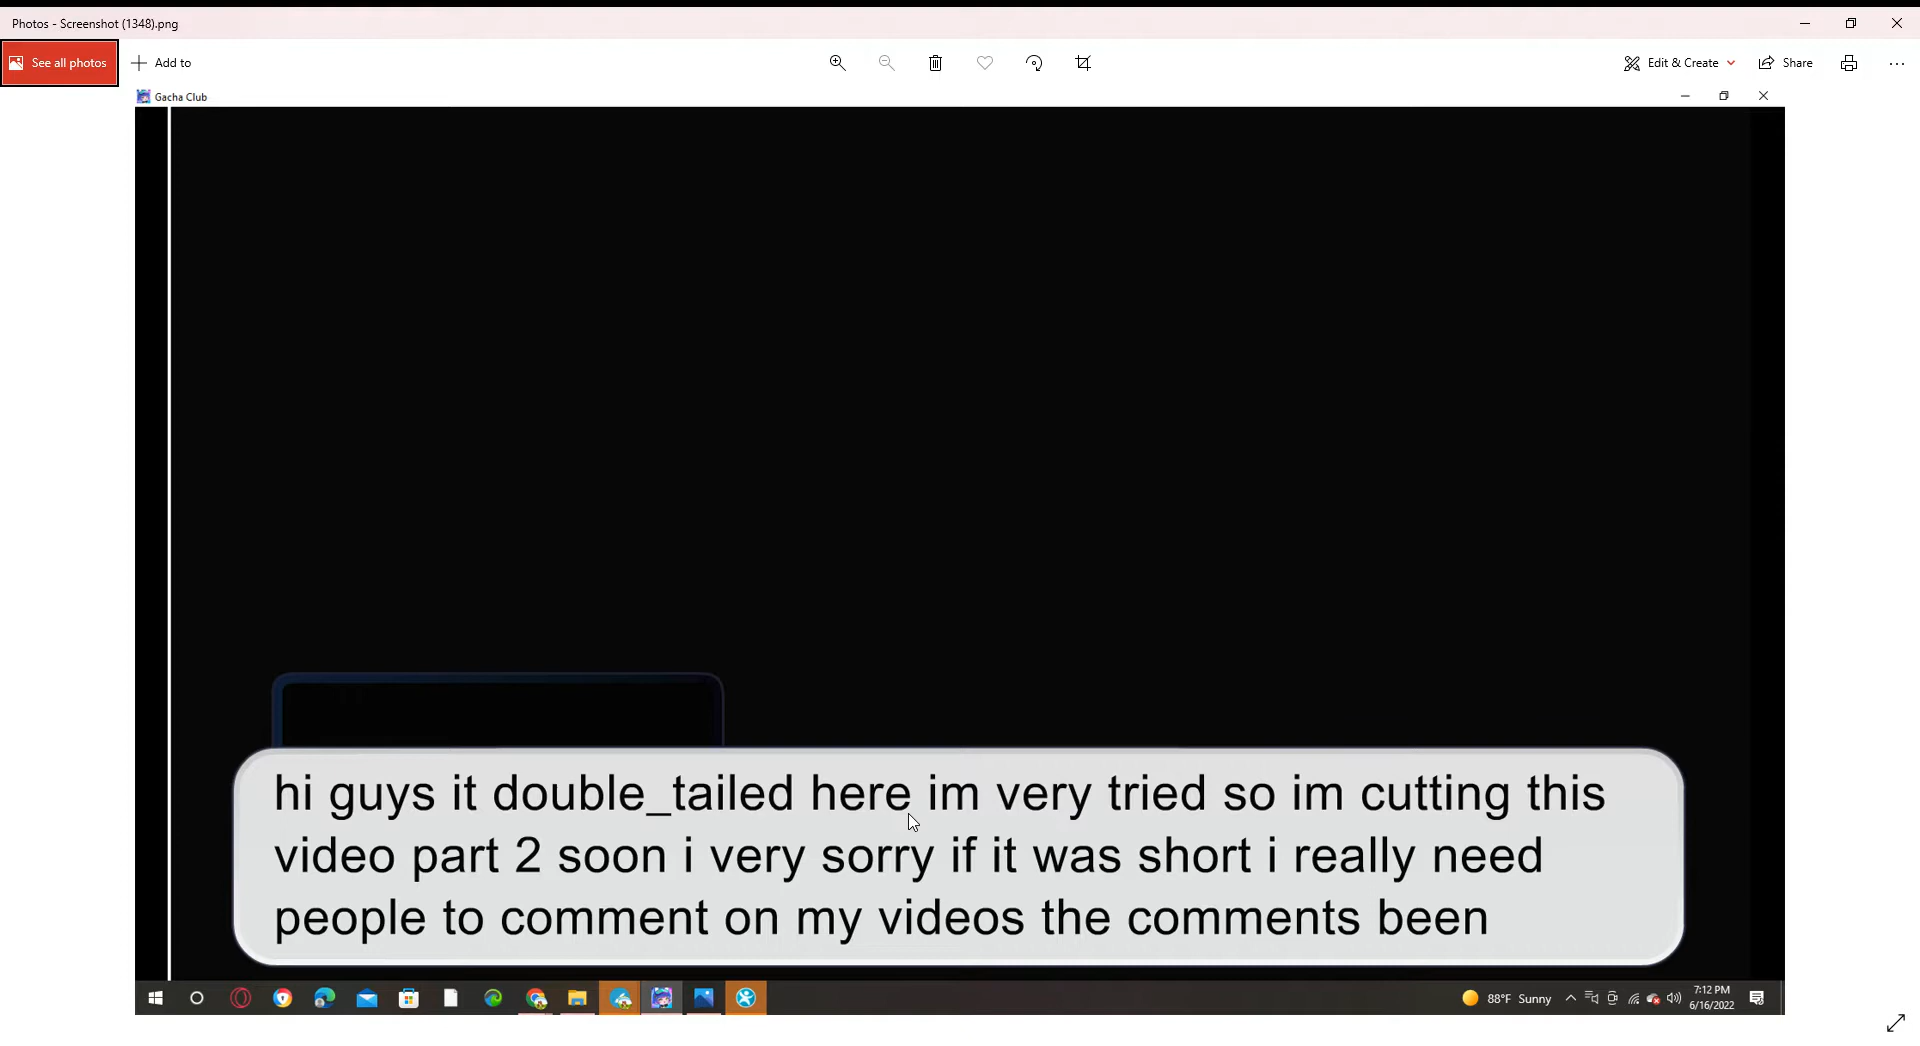 Photos - Screenshot (1348).png
See all photos
Add to
Edit & Create
Share
Gacha Club
hi guys it double_tailed here im very tried so im cutting this
video part 2 soon i very sorry if it was short i really need
people to comment on my videos the comments been
88°F Sunny
7:12 PM
6/16/2022